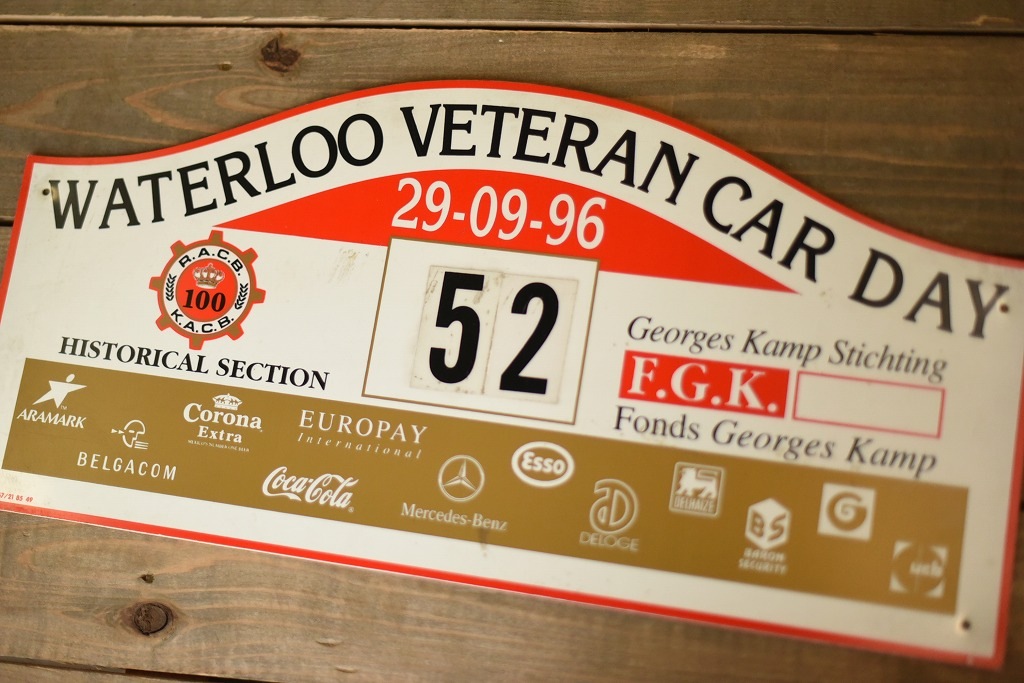 WATERLOO VETERAN CAR DAY
29-09-96
52
R.A.C.B.
100
K.A.C.B.
HISTORICAL SECTION
Georges Kamp Stichting
F.G.K.
Fonds Georges Kamp
ARAMARK
BELGACOM
Corona
Extra
EUROPAY
International
Coca-Cola
Mercedes-Benz
Esso
DELOGE
DELHAIZE
BS
BARON
SECURITY
G
ucb